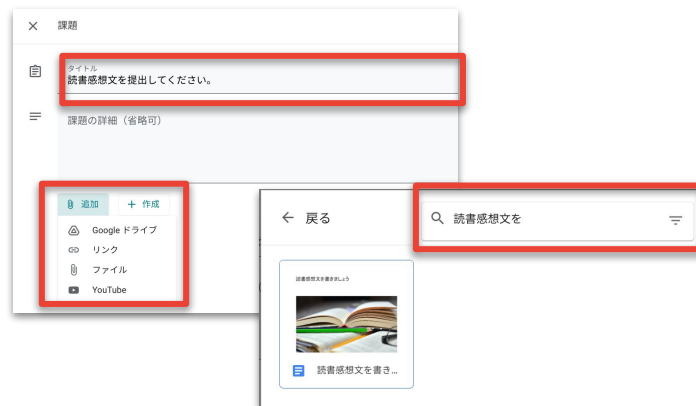 課題
タイトル
読書感想文を提出してください。
課題の詳細（省略可）
追加
+ 作成
Google ドライブ
リンク
ファイル
YouTube
戻る
読書感想文を
読書感想文を書きましょう
読書感想文を書き...